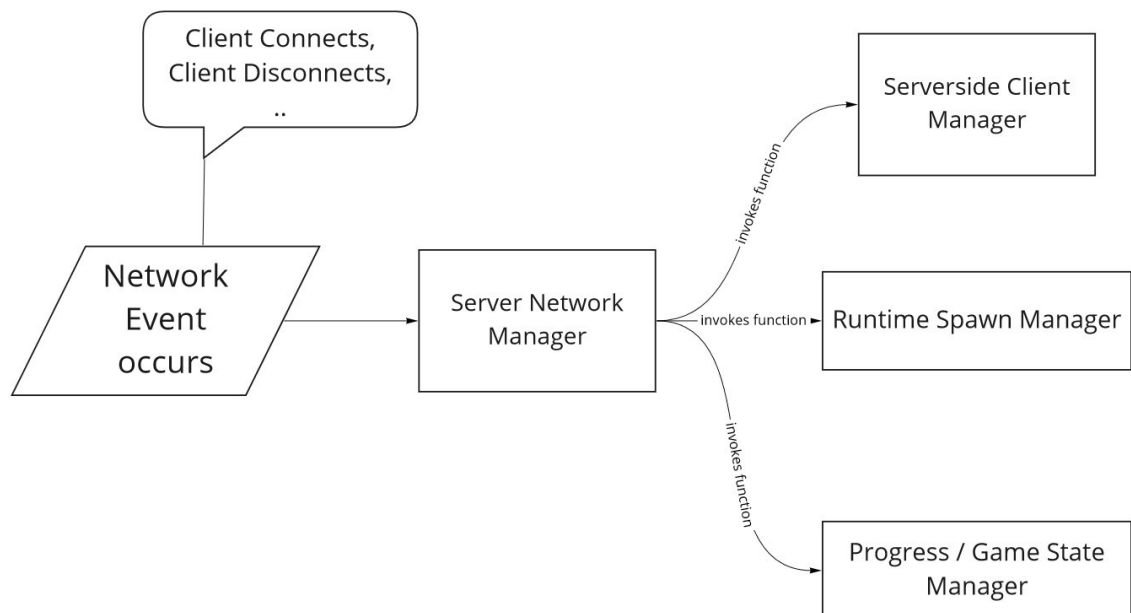 Client Connects,
Client Disconnects,
..
Network
Event
occurs
Server Network
Manager
invokes function
Serverside Client
Manager
invokes function
Runtime Spawn Manager
invokes function
Progress / Game State
Manager